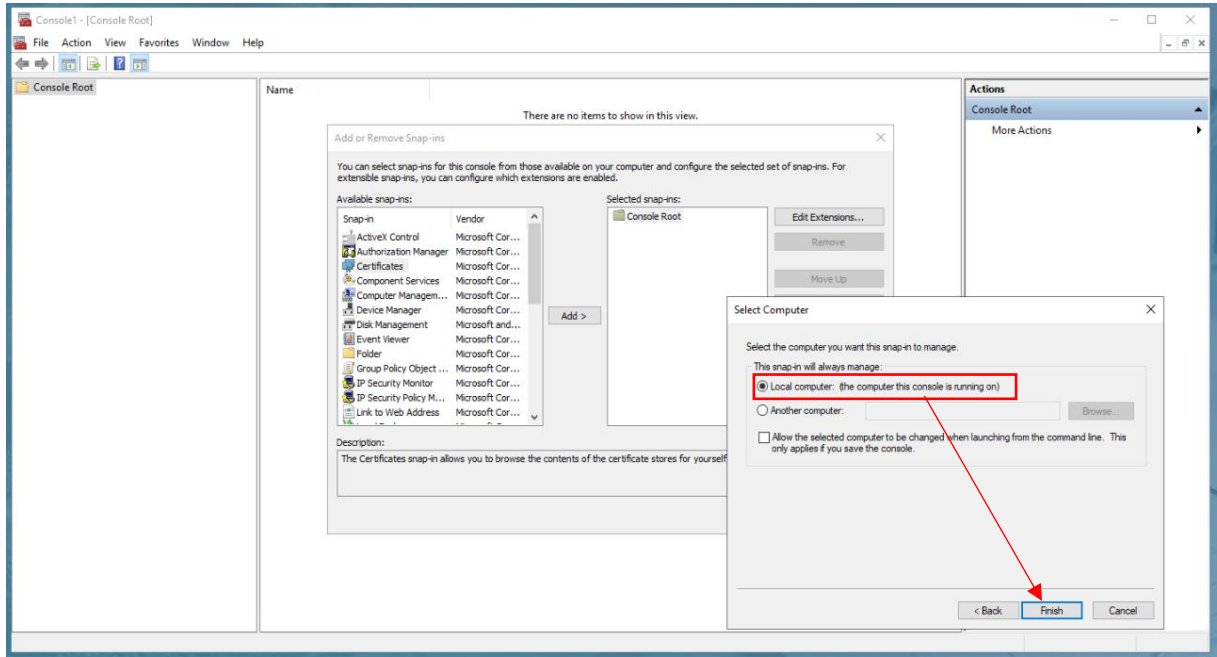 Console1 - [Console Root]
File Action View Favorites Window Help
Console Root
Name
There are no items to show in this view.
Actions
Console Root
More Actions
Add or Remove Snap-ins
You can select snap-ins for this console from those available on your computer and configure the selected set of snap-ins. For
extensible snap-ins, you can configure which extensions are enabled.
Available snap-ins:
Snap-in Vendor
ActiveX Control Microsoft Cor...
Authorization Manager Microsoft Cor...
Certificates Microsoft Cor...
Component Services Microsoft Cor...
Computer Managem... Microsoft Cor...
Device Manager Microsoft Cor...
Disk Management Microsoft and...
Event Viewer Microsoft Cor...
Folder Microsoft Cor...
Group Policy Object ... Microsoft Cor...
IP Security Monitor Microsoft Cor...
IP Security Policy M... Microsoft Cor...
Link to Web Address Microsoft Cor...
Add >
Selected snap-ins:
Console Root
Edit Extensions...
Remove
Move Up
Description:
The Certificates snap-in allows you to browse the contents of the certificate stores for yourself
Select Computer
Select the computer you want this snap-in to manage.
This snap-in will always manage:
Local computer: (the computer this console is running on)
Another computer:
Browse...
Allow the selected computer to be changed when launching from the command line. This
only applies if you save the console.
< Back Finish Cancel